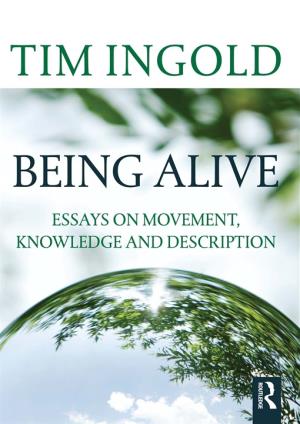 TIM INGOLD
BEING ALIVE
ESSAYS ON MOVEMENT,
KNOWLEDGE AND DESCRIPTION
R
ROUTLEDGE